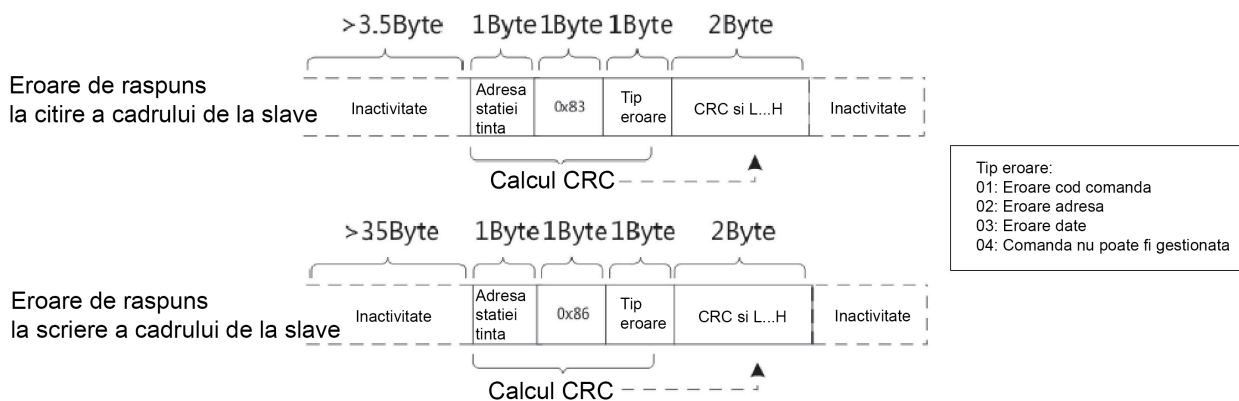 >3.5Byte 1Byte 1Byte 1Byte 2Byte
Eroare de raspuns
la citire a cadrului de la slave
Inactivitate
Adresa
statiei
tinta
0x83
Tip
eroare
CRC si L...H
Inactivitate
Calcul CRC
Tip eroare:
01: Eroare cod comanda
02: Eroare adresa
03: Eroare date
04: Comanda nu poate fi gestionata
>35Byte 1Byte 1Byte 1Byte 2Byte
Eroare de raspuns
la scriere a cadrului de la slave
Inactivitate
Adresa
statiei
tinta
0x86
Tip
eroare
CRC si L...H
Inactivitate
Calcul CRC